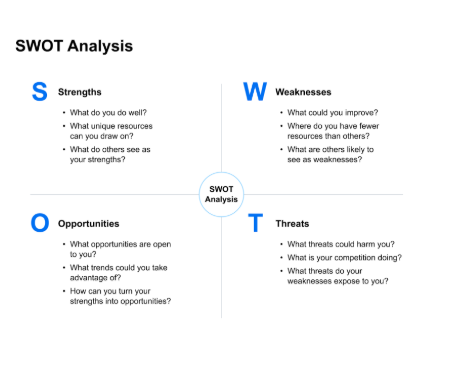 SWOT Analysis
S Strengths
• What do you do well?
• What unique resources
can you draw on?
• What do others see as
your strengths?
W Weaknesses
• What could you improve?
• Where do you have fewer
resources than others?
• What are others likely to
see as weaknesses?
SWOT
Analysis
O Opportunities
• What opportunities are open
to you?
• What trends could you take
advantage of?
• How can you turn your
strengths into opportunities?
T Threats
• What threats could harm you?
• What is your competition doing?
• What threats do your
weaknesses expose to you?